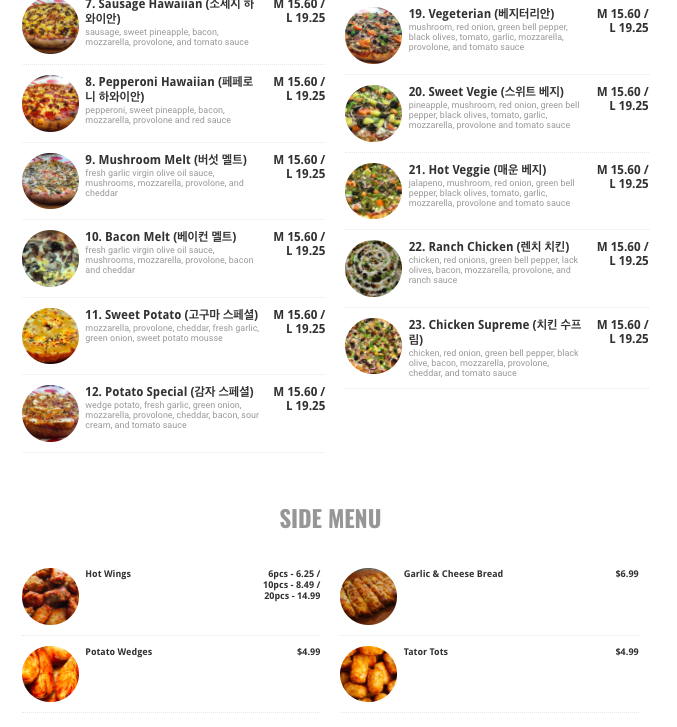 7. Sausage Hawaiian (소세지 하
와이안)
M 15.60 /
L 19.25
sausage, sweet pineapple, bacon,
mozzarella, provolone, and tomato sauce
8. Pepperoni Hawaiian (페페로
니 하와이안)
M 15.60 /
L 19.25
pepperoni, sweet pineapple, bacon,
mozzarella, provolone and red sauce
9. Mushroom Melt (버섯 멜트)
M 15.60 /
L 19.25
fresh garlic virgin olive oil sauce,
mushrooms, mozzarella, provolone, and
cheddar
10. Bacon Melt (베이컨 멜트)
M 15.60 /
L 19.25
fresh garlic virgin olive oil sauce,
mushrooms, mozzarella, provolone, bacon
and cheddar
11. Sweet Potato (고구마 스페셜)
M 15.60 /
L 19.25
mozzarella, provolone, cheddar, fresh garlic,
green onion, sweet potato mousse
12. Potato Special (감자 스페셜)
M 15.60 /
L 19.25
wedge potato, fresh garlic, green onion,
mozzarella, provolone, cheddar, bacon, sour
cream, and tomato sauce
19. Vegeterian (베지터리안)
M 15.60 /
L 19.25
mushroom, red onion, green bell pepper,
black olives, tomato, garlic, mozzarella,
provolone, and tomato sauce
20. Sweet Vegie (스위트 베지)
M 15.60 /
L 19.25
pineapple, mushroom, red onion, green bell
pepper, black olives, tomato, garlic,
mozzarella, provolone and tomato sauce
21. Hot Veggie (매운 베지)
M 15.60 /
L 19.25
jalapeno, mushroom, red onion, green bell
pepper, black olives, tomato, garlic,
mozzarella, provolone, and tomato sauce
22. Ranch Chicken (렌치 치킨)
M 15.60 /
L 19.25
chicken, red onions, green bell pepper, lack
olives, bacon, mozzarella, provolone, and
ranch sauce
23. Chicken Supreme (치킨 수프
림)
M 15.60 /
L 19.25
chicken, red onion, green bell pepper, black
olive, bacon, mozzarella, provolone,
cheddar, and tomato sauce
SIDE MENU
Hot Wings
6pcs - 6.25 /
10pcs - 8.49 /
20pcs - 14.99
Garlic & Cheese Bread
$6.99
Potato Wedges
$4.99
Tator Tots
$4.99